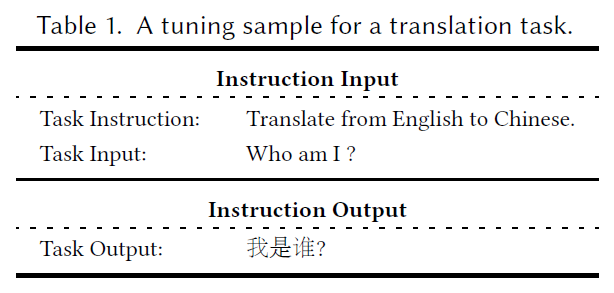 Table 1. A tuning sample for a translation task.
Instruction Input
Task Instruction: Translate from English to Chinese.
Task Input: Who am I ?
Instruction Output
Task Output: 我是谁?